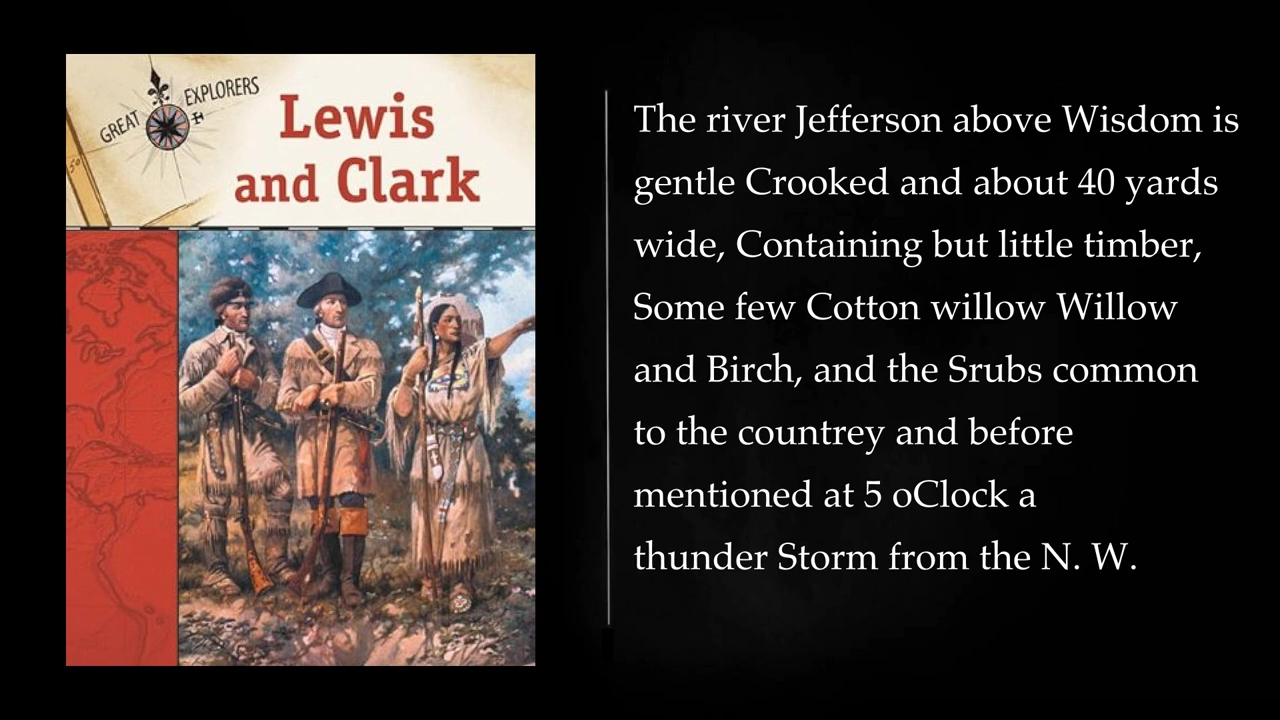 GREAT EXPLORERS
Lewis
and Clark
50
The river Jefferson above Wisdom is
gentle Crooked and about 40 yards
wide, Containing but little timber,
Some few Cotton willow Willow
and Birch, and the Srubs common
to the countrey and before
mentioned at 5 oClock a
thunder Storm from the N. W.